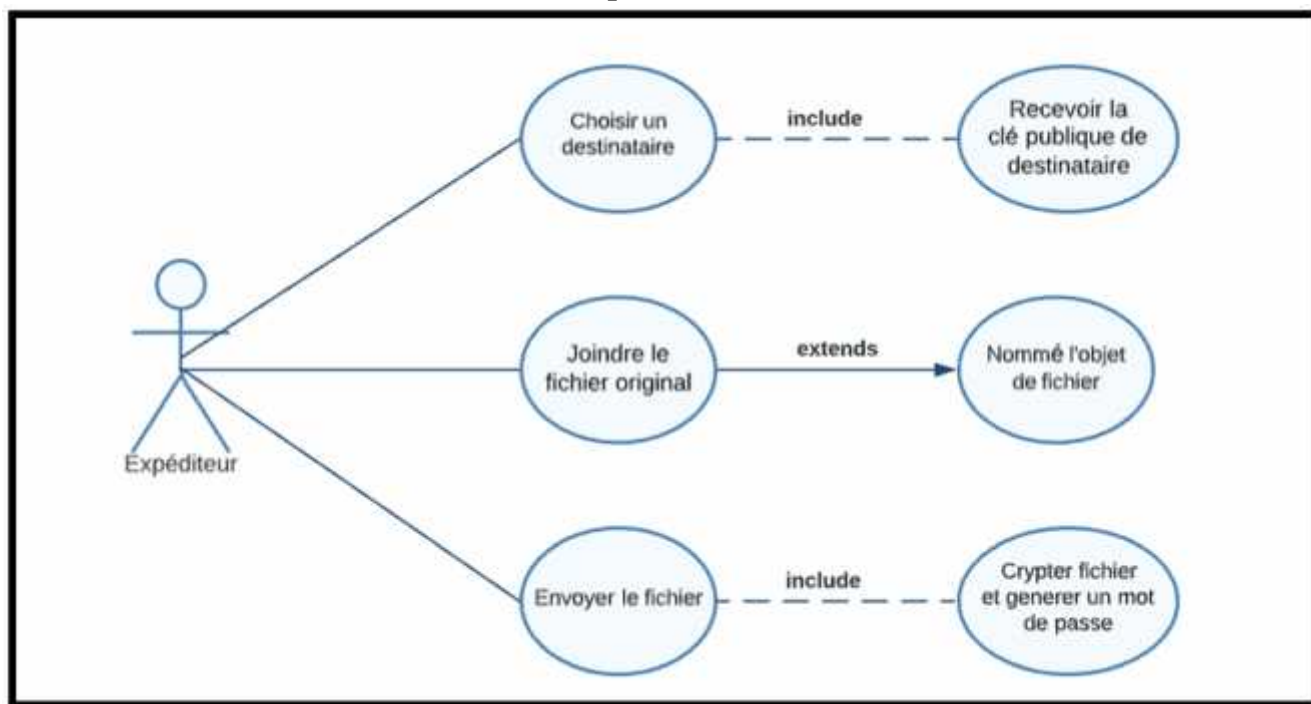 Choisir un
destinataire
include
Recevoir la
clé publique de
destinataire
Joindre le
fichier original
extends
Nommé l'objet
de fichier
Expéditeur
Envoyer le fichier
include
Crypter fichier
et generer un mot
de passe